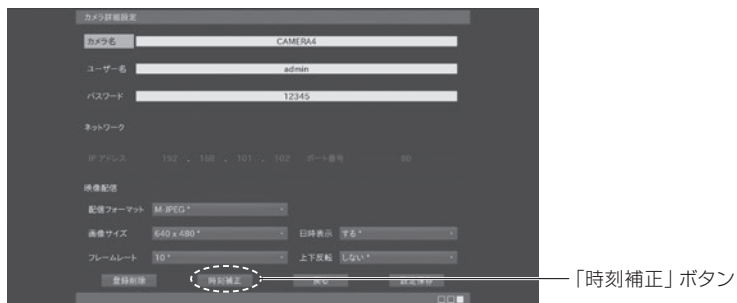 カメラ詳細設定
カメラ名 CAMERA4
ユーザー名 admin
パスワード 12345
ネットワーク
IP アドレス 192 . 168 . 101 . 102 ポート番号 80
映像配信
配信フォーマット M-JPEG *
画像サイズ 640 x 480 * 日時表示 する *
フレームレート 10 * 上下反転 しない *
登録削除 時刻補正 戻る 設定保存
「時刻補正」ボタン